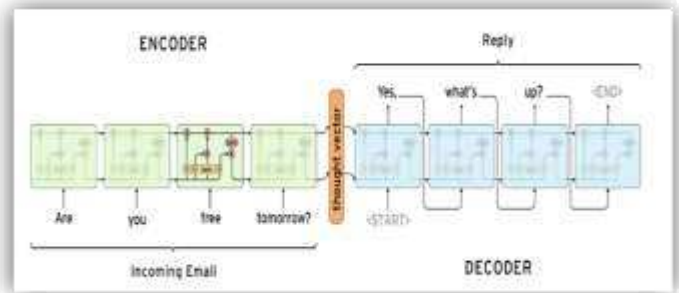 ENCODER
Reply
Yes, what's up? <END>
thought vector
Are you free tomorrow?
<START>
Incoming Email
DECODER